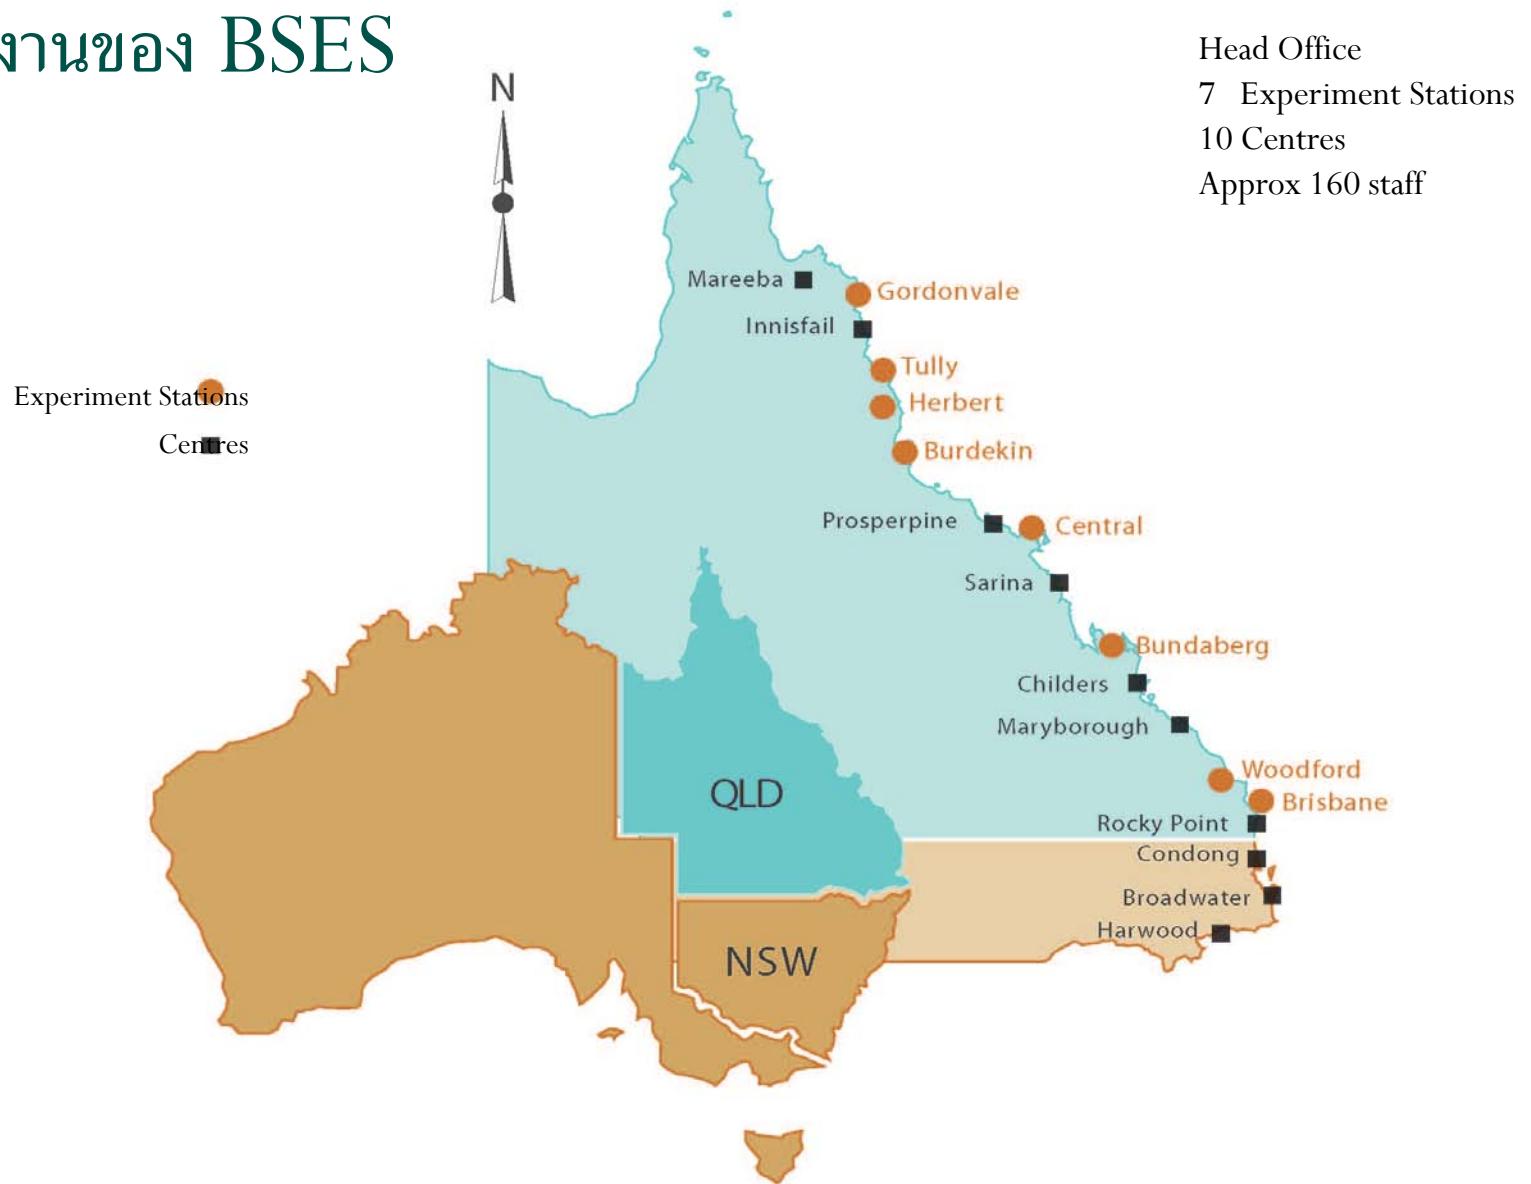 งานของ BSES
Head Office
7 Experiment Stations
10 Centres
Approx 160 staff
N
Mareeba
Gordonvale
Innisfail
Tully
Experiment Stations
Herbert
Centres
Burdekin
Prosperpine
Central
Sarina
Bundaberg
Childers
Maryborough
Woodford
QLD
Brisbane
Rocky Point
Condong
Broadwater
Harwood
NSW